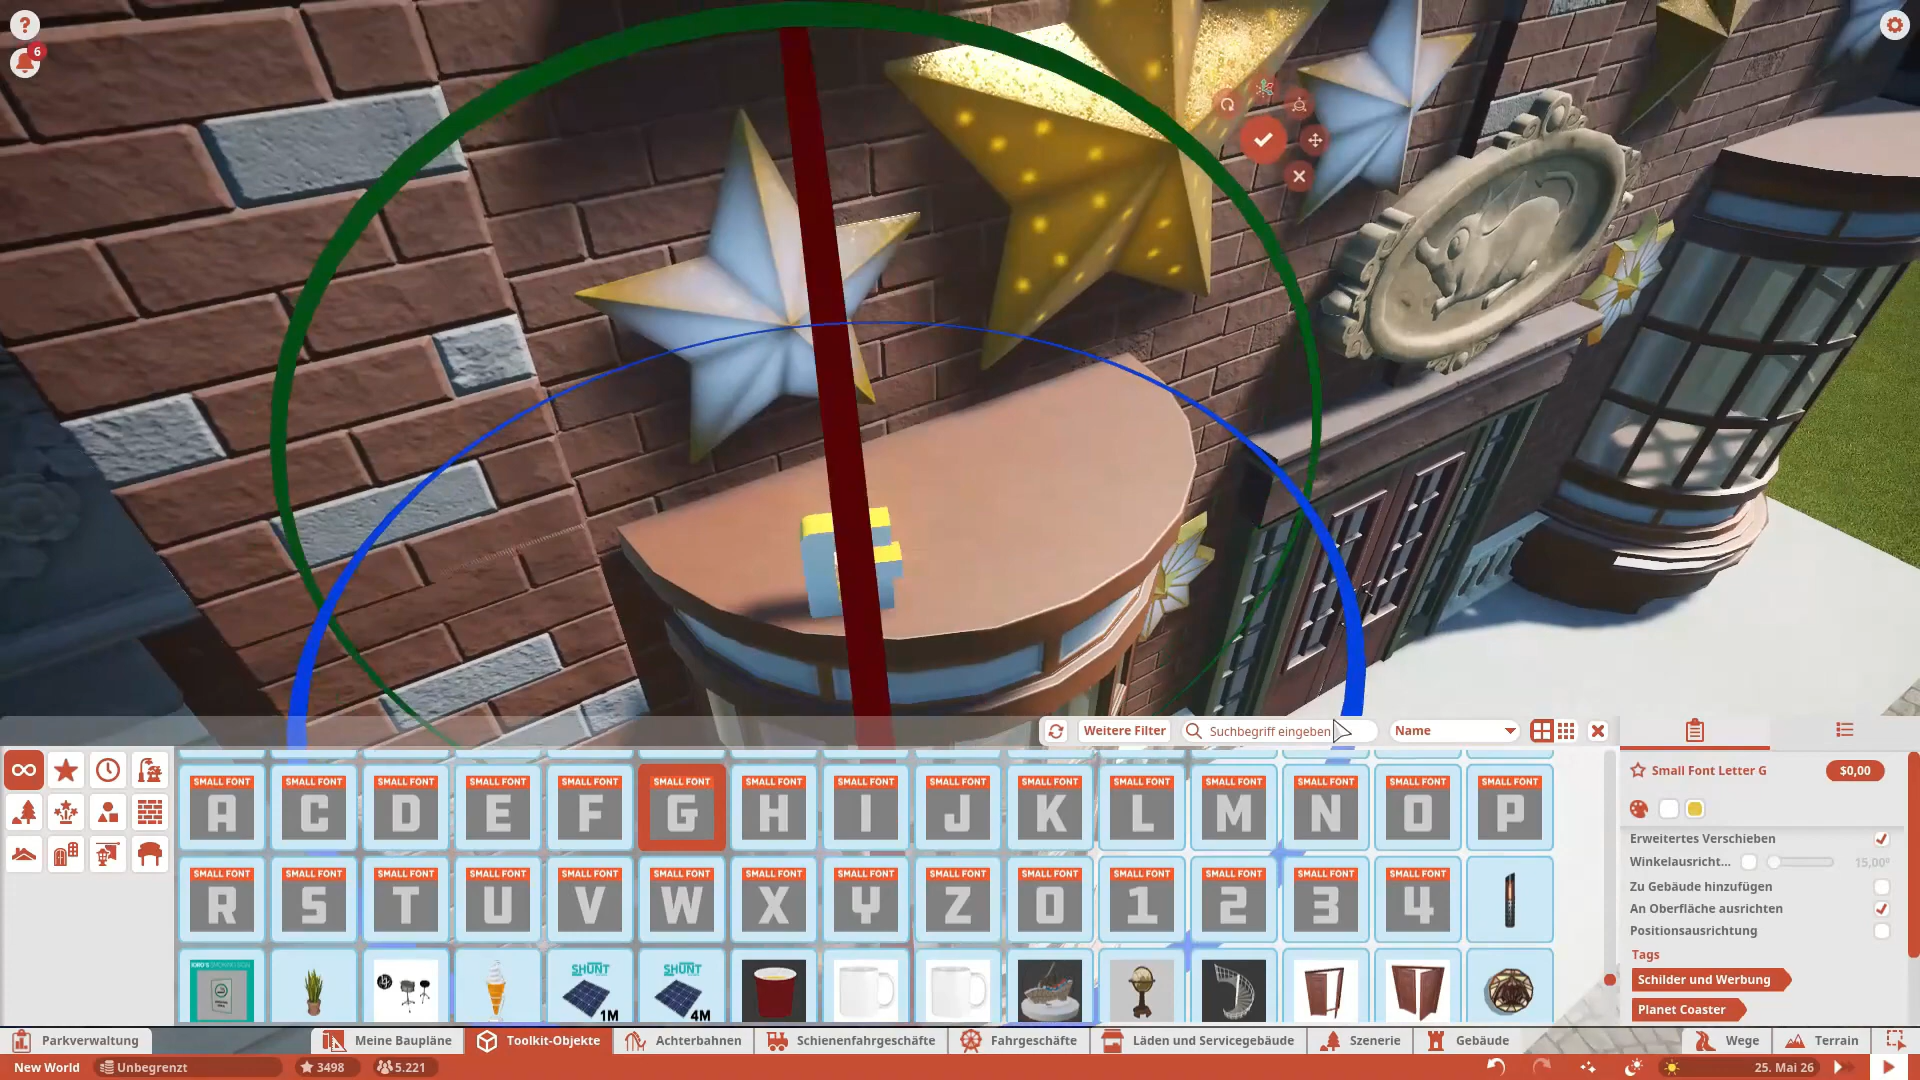 ?
6
Weitere Filter
Suchbegriff eingeben
Name
SMALL FONT A
SMALL FONT C
SMALL FONT D
SMALL FONT E
SMALL FONT F
SMALL FONT G
SMALL FONT H
SMALL FONT I
SMALL FONT J
SMALL FONT K
SMALL FONT L
SMALL FONT M
SMALL FONT N
SMALL FONT O
SMALL FONT P
SMALL FONT R
SMALL FONT S
SMALL FONT T
SMALL FONT U
SMALL FONT V
SMALL FONT W
SMALL FONT X
SMALL FONT Y
SMALL FONT Z
SMALL FONT 0
SMALL FONT 1
SMALL FONT 2
SMALL FONT 3
SMALL FONT 4
SHUNT 1M
SHUNT 4M
Small Font Letter G
$0,00
Erweitertes Verschieben
Winkelausricht...
15,00°
Zu Gebäude hinzufügen
An Oberfläche ausrichten
Positionsausrichtung
Tags
Schilder und Werbung
Planet Coaster
Parkverwaltung
Meine Baupläne
Toolkit-Objekte
Achterbahnen
Schienenfahrgeschäfte
Fahrgeschäfte
Läden und Servicegebäude
Szenerie
Gebäude
Wege
Terrain
New World
Unbegrenzt
3498
5.221
25. Mai 26